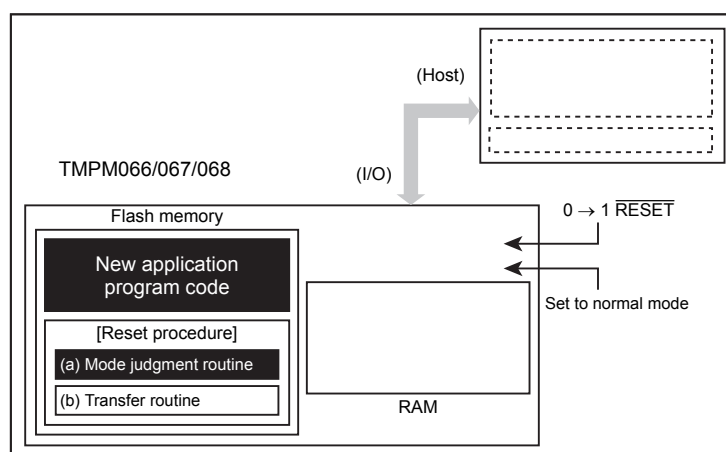 (Host)
TMPM066/067/068
(I/O)
Flash memory
0 → 1 RESET
New application
program code
Set to normal mode
[Reset procedure]
(a) Mode judgment routine
(b) Transfer routine
RAM